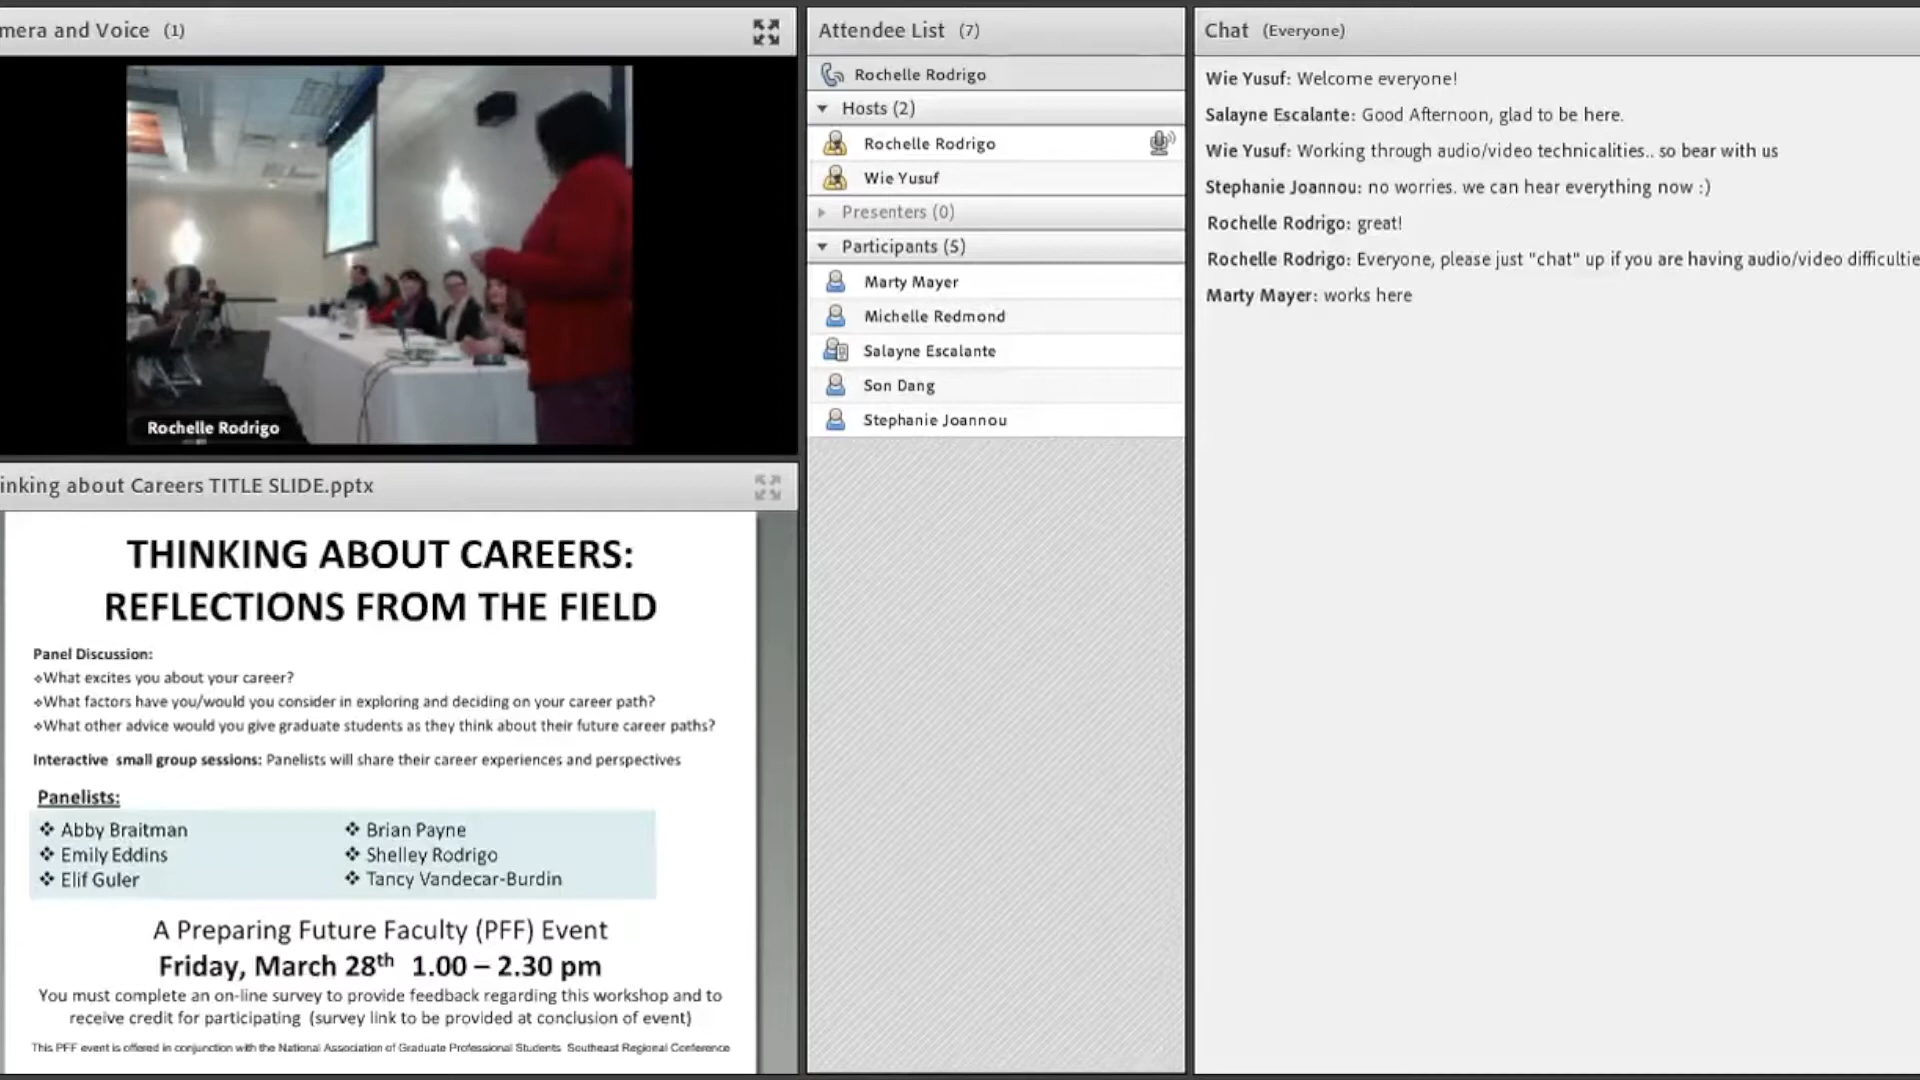 mera and Voice (1)
Rochelle Rodrigo
inking about Careers TITLE SLIDE.pptx
THINKING ABOUT CAREERS:
REFLECTIONS FROM THE FIELD
Panel Discussion:
❖What excites you about your career?
❖What factors have you/would you consider in exploring and deciding on your career path?
❖What other advice would you give graduate students as they think about their future career paths?
Interactive small group sessions: Panelists will share their career experiences and perspectives
Panelists:
❖ Abby Braitman
❖ Emily Eddins
❖ Elif Guler
❖ Brian Payne
❖ Shelley Rodrigo
❖ Tancy Vandecar-Burdin
A Preparing Future Faculty (PFF) Event
Friday, March 28th 1.00 – 2.30 pm
You must complete an on-line survey to provide feedback regarding this workshop and to
receive credit for participating (survey link to be provided at conclusion of event)
This PFF event is offered in conjunction with the National Association of Graduate Professional Students Southeast Regional Conference
Attendee List (7)
Rochelle Rodrigo
Hosts (2)
Rochelle Rodrigo
Wie Yusuf
Presenters (0)
Participants (5)
Marty Mayer
Michelle Redmond
Salayne Escalante
Son Dang
Stephanie Joannou
Chat (Everyone)
Wie Yusuf: Welcome everyone!
Salayne Escalante: Good Afternoon, glad to be here.
Wie Yusuf: Working through audio/video technicalities.. so bear with us
Stephanie Joannou: no worries. we can hear everything now :)
Rochelle Rodrigo: great!
Rochelle Rodrigo: Everyone, please just "chat" up if you are having audio/video difficultie
Marty Mayer: works here